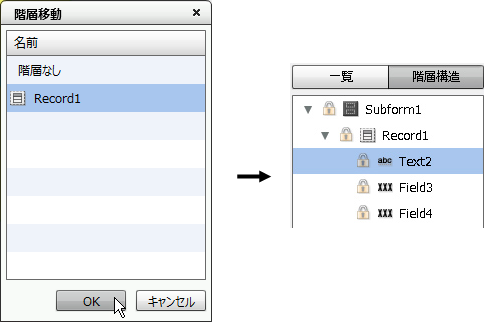 階層移動
名前
階層なし
Record1
OK
キャンセル
一覧
階層構造
Subform1
Record1
abc Text2
XXX Field3
XXX Field4